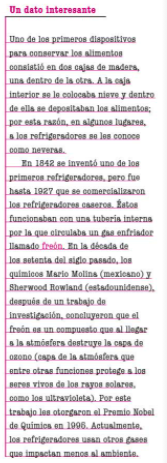 Un dato interesante
Uno de los primeros dispositivos
para conservar los alimentos
consistió en dos cajas de madera,
una dentro de la otra. A la caja
interior se le colocaba nieve y dentro
de ella se depositaban los alimentos;
por esta razón, en algunos lugares,
a los refrigeradores se les conoce
como neveras.
En 1842 se inventó uno de los
primeros refrigeradores, pero fue
hasta 1927 que se comercializaron
los refrigeradores caseros. Éstos
funcionaban con una tubería interna
por la que circulaba un gas enfriador
llamado freón. En la década de
los setenta del siglo pasado, los
químicos Mario Molina (mexicano) y
Sherwood Rowland (estadounidense),
después de un trabajo de
investigación, concluyeron que el
freón es un compuesto que al llegar
a la atmósfera destruye la capa de
ozono (capa de la atmósfera que
entre otras funciones protege a los
seres vivos de los rayos solares,
como los ultravioleta). Por este
trabajo les otorgaron el Premio Nobel
de Química en 1995. Actualmente,
los refrigeradores usan otros gases
que impactan menos al ambiente.